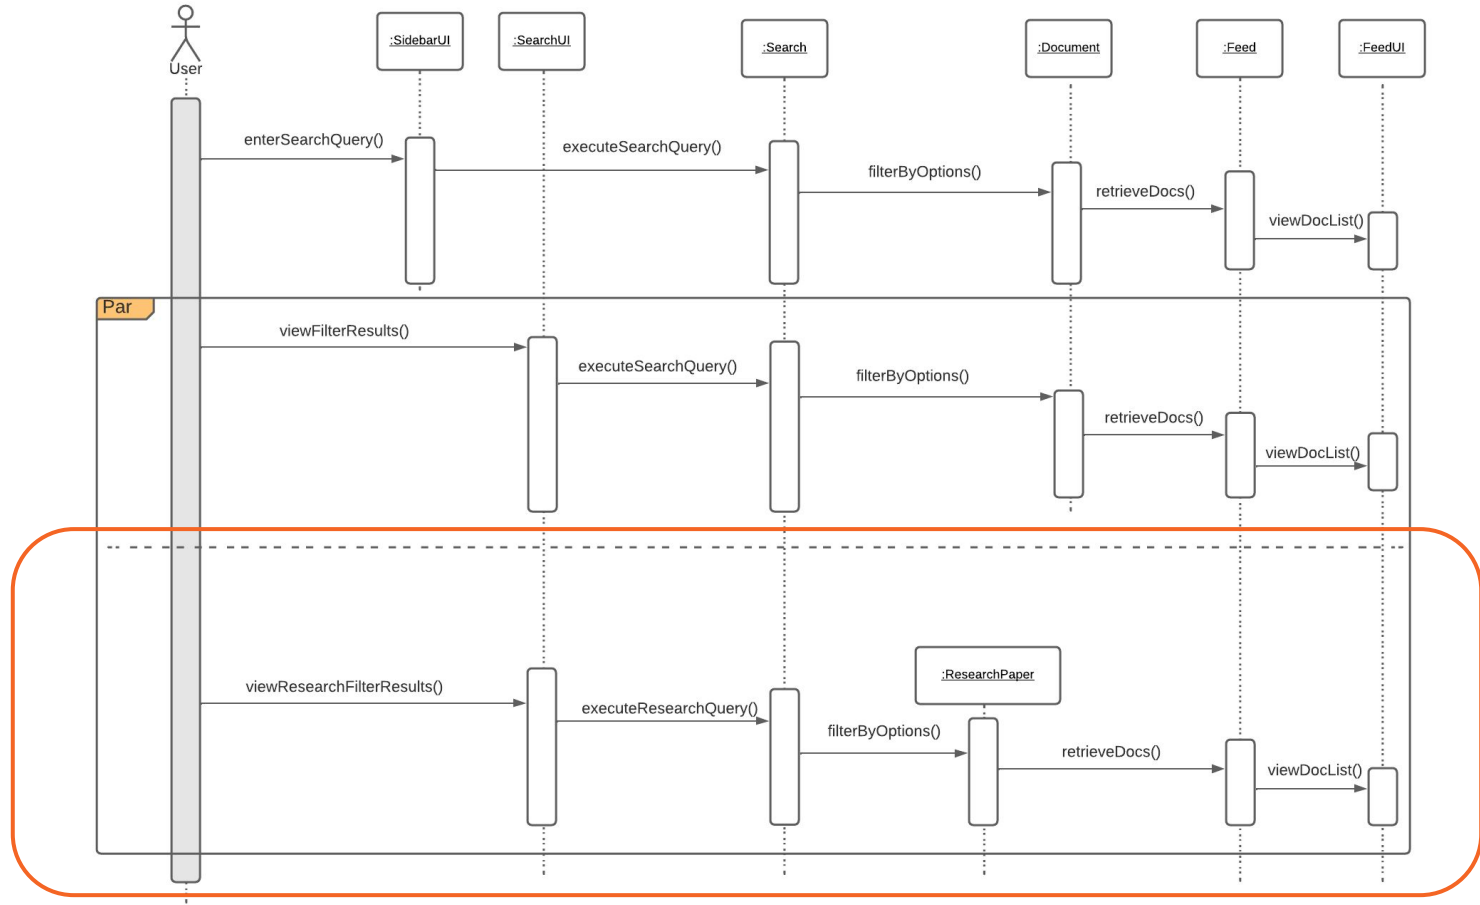 User
:SidebarUI
:SearchUI
:Search
:Document
:Feed
:FeedUI
enterSearchQuery()
executeSearchQuery()
filterByOptions()
retrieveDocs()
viewDocList()
Par
viewFilterResults()
executeSearchQuery()
filterByOptions()
retrieveDocs()
viewDocList()
:ResearchPaper
viewResearchFilterResults()
executeResearchQuery()
filterByOptions()
retrieveDocs()
viewDocList()